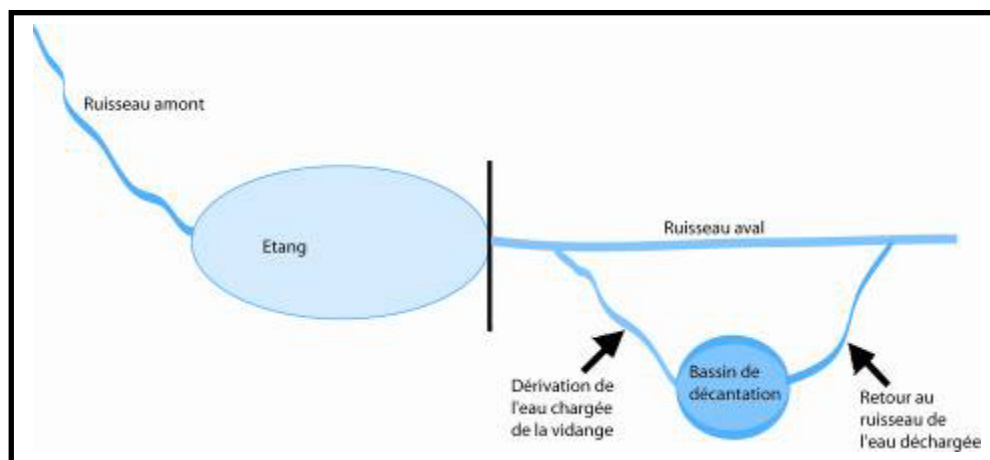 Ruisseau amont
Etang
Ruisseau aval
Dérivation de
l'eau chargée
de la vidange
Bassin de
décantation
Retour au
ruisseau de
l'eau déchargée